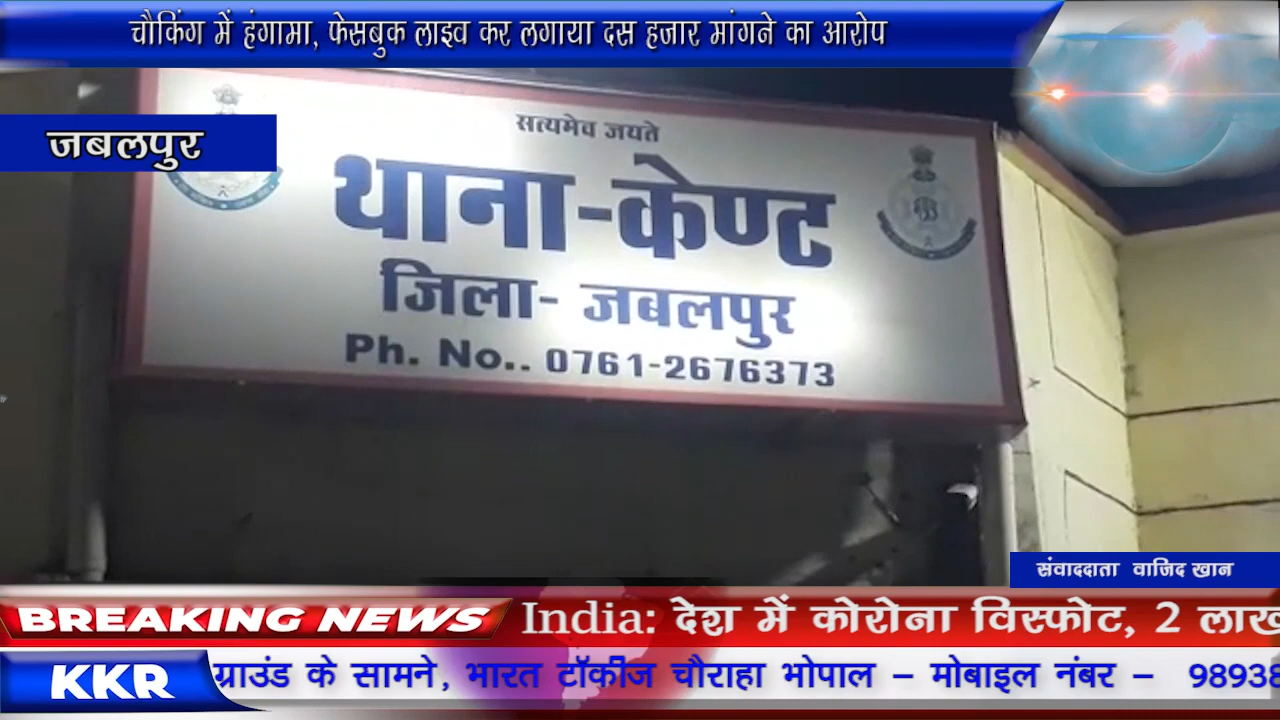 चौकिंग में हंगामा, फेसबुक लाइव कर लगाया दस हजार मांगने का आरोप
जबलपुर
सत्यमेव जयते
थाना-केण्ट
जिला- जबलपुर
Ph. No.. 0761-2676373
संवाददाता वाजिद खान
BREAKING NEWS India: देश में कोरोना विस्फोट, 2 लाख
KKR ग्राउंड के सामने, भारत टॉकीज चौराहा भोपाल – मोबाइल नंबर – 9893